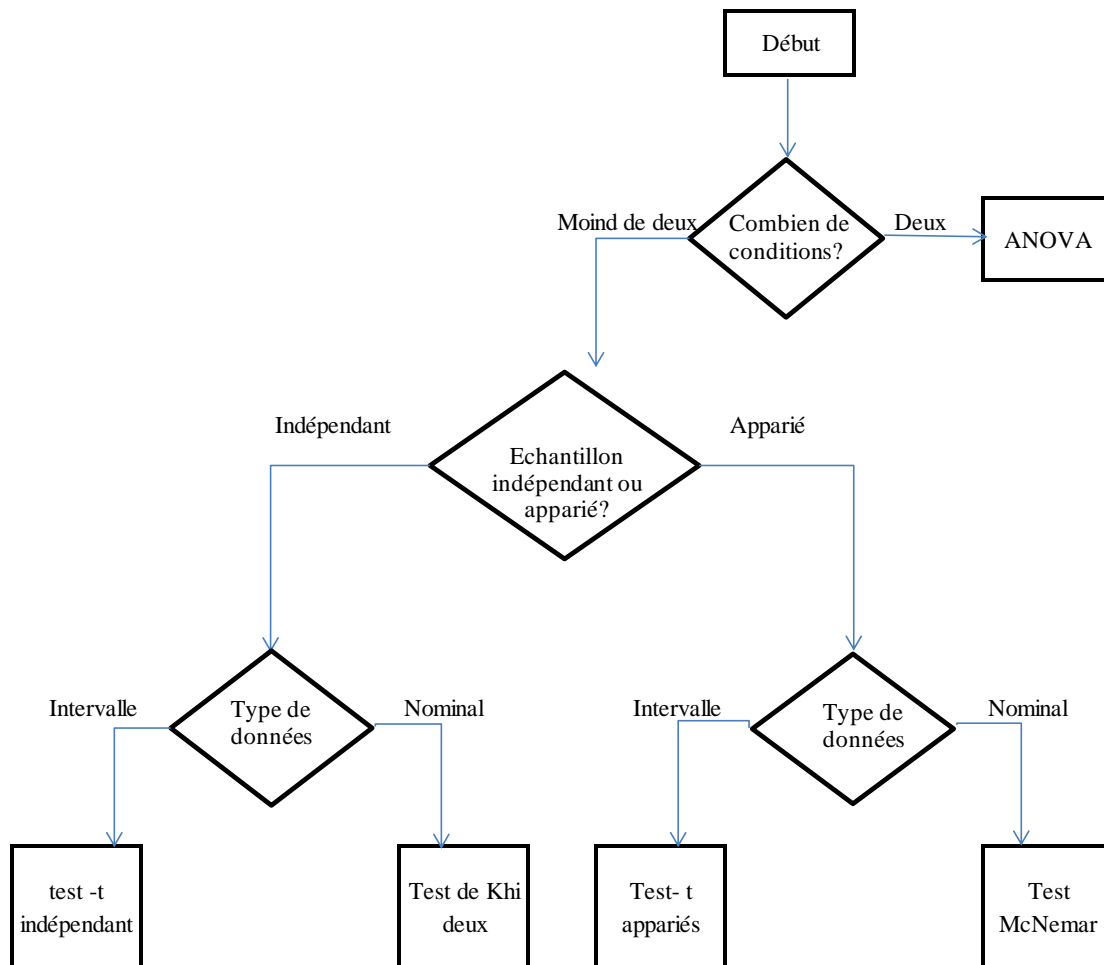 Début
Moind de deux
Combien de
conditions?
Deux
ANOVA
Indépendant
Apparié
Echantillon
indépendant ou
apparié?
Intervalle
Type de
données
Nominal
Intervalle
Type de
données
Nominal
test -t
indépendant
Test de Khi
deux
Test- t
appariés
Test
McNemar